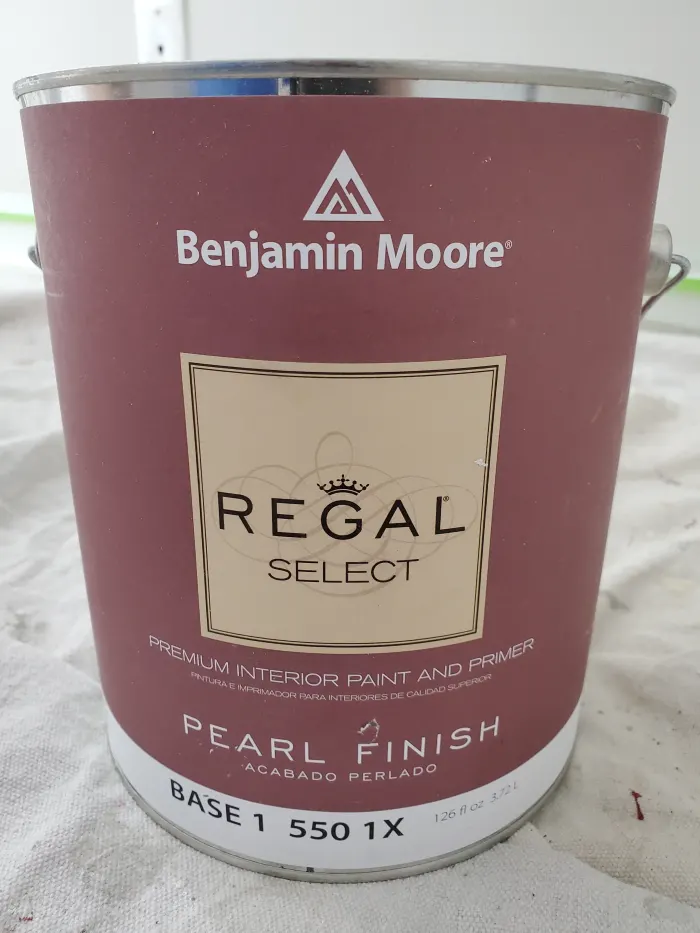 Benjamin Moore®
REGAL®
SELECT
PREMIUM INTERIOR PAINT AND PRIMER
PINTURA E IMPRIMADOR PARA INTERIORES DE CALIDAD SUPERIOR
PEARL FINISH
ACABADO PERLADO
BASE 1 550 1X 126 fl oz 3,72 L